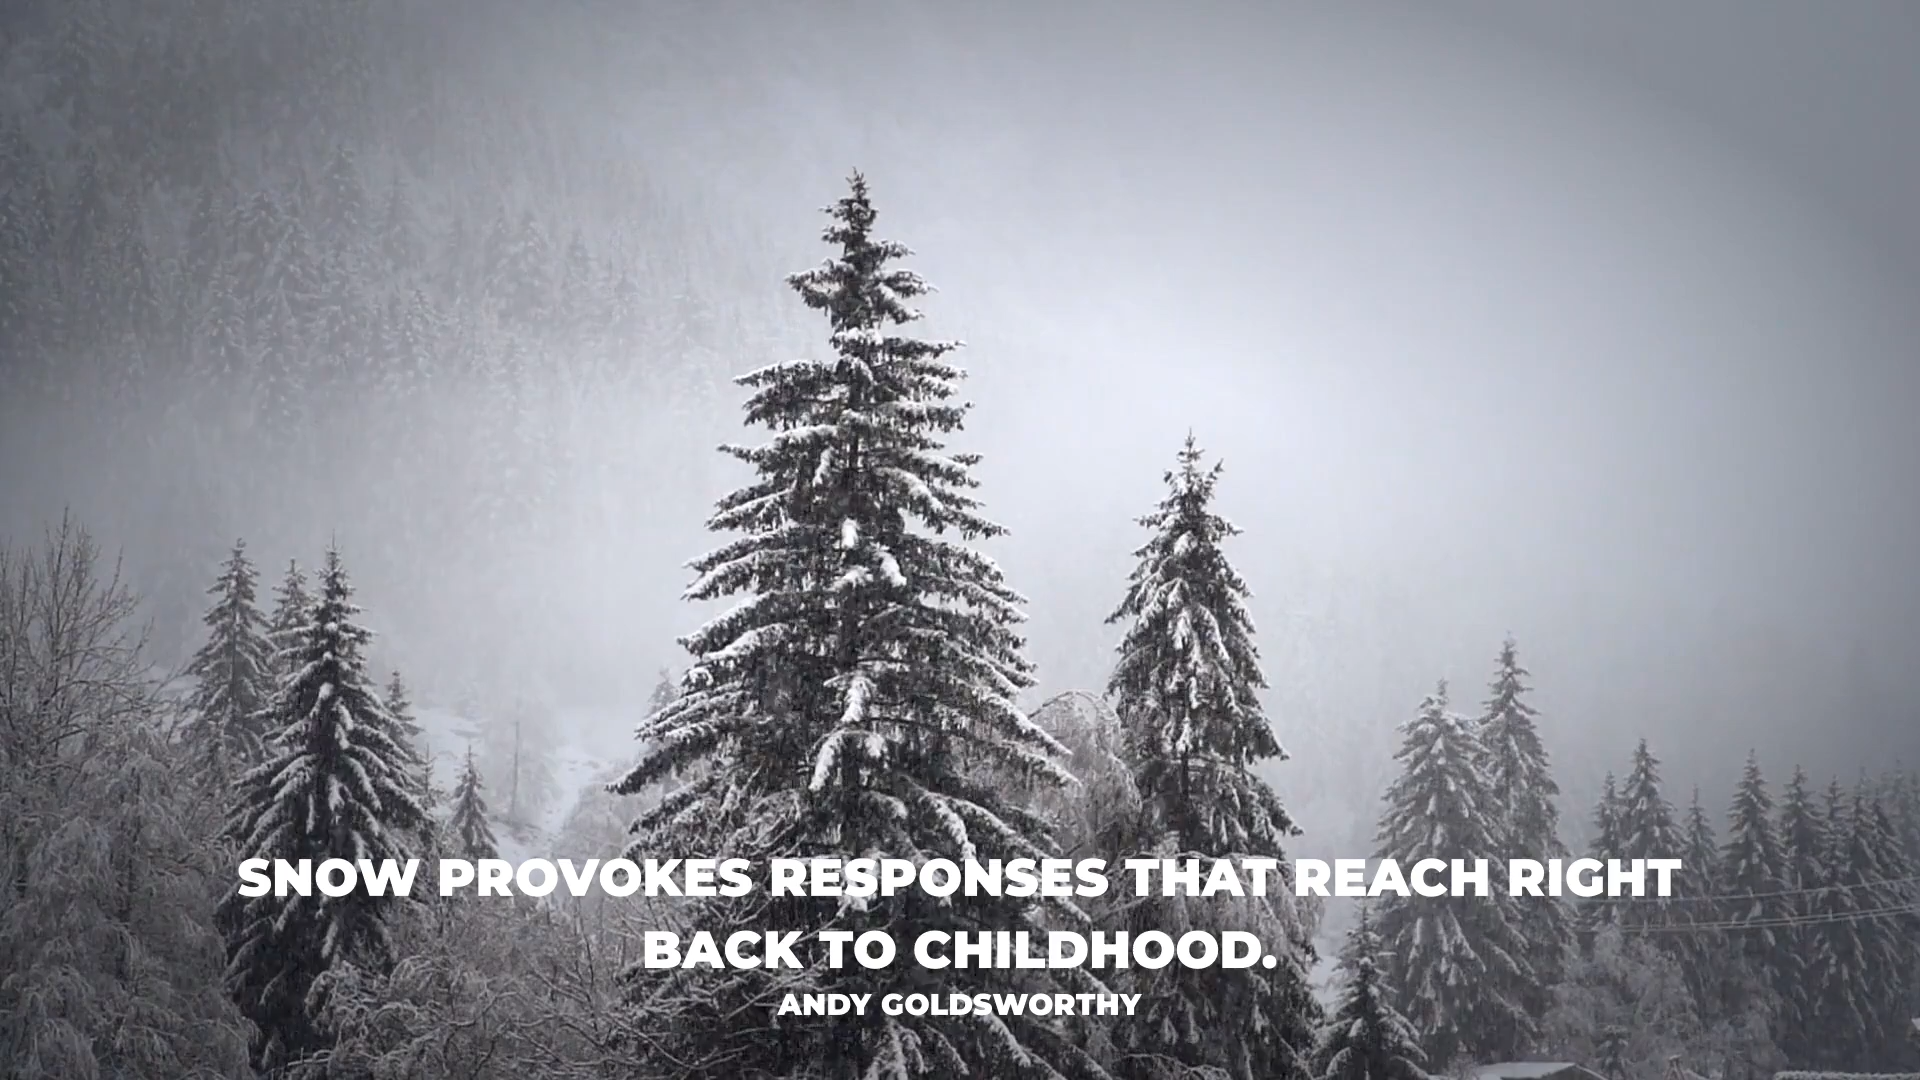 SNOW PROVOKES RESPONSES THAT REACH RIGHT
BACK TO CHILDHOOD.
ANDY GOLDSWORTHY